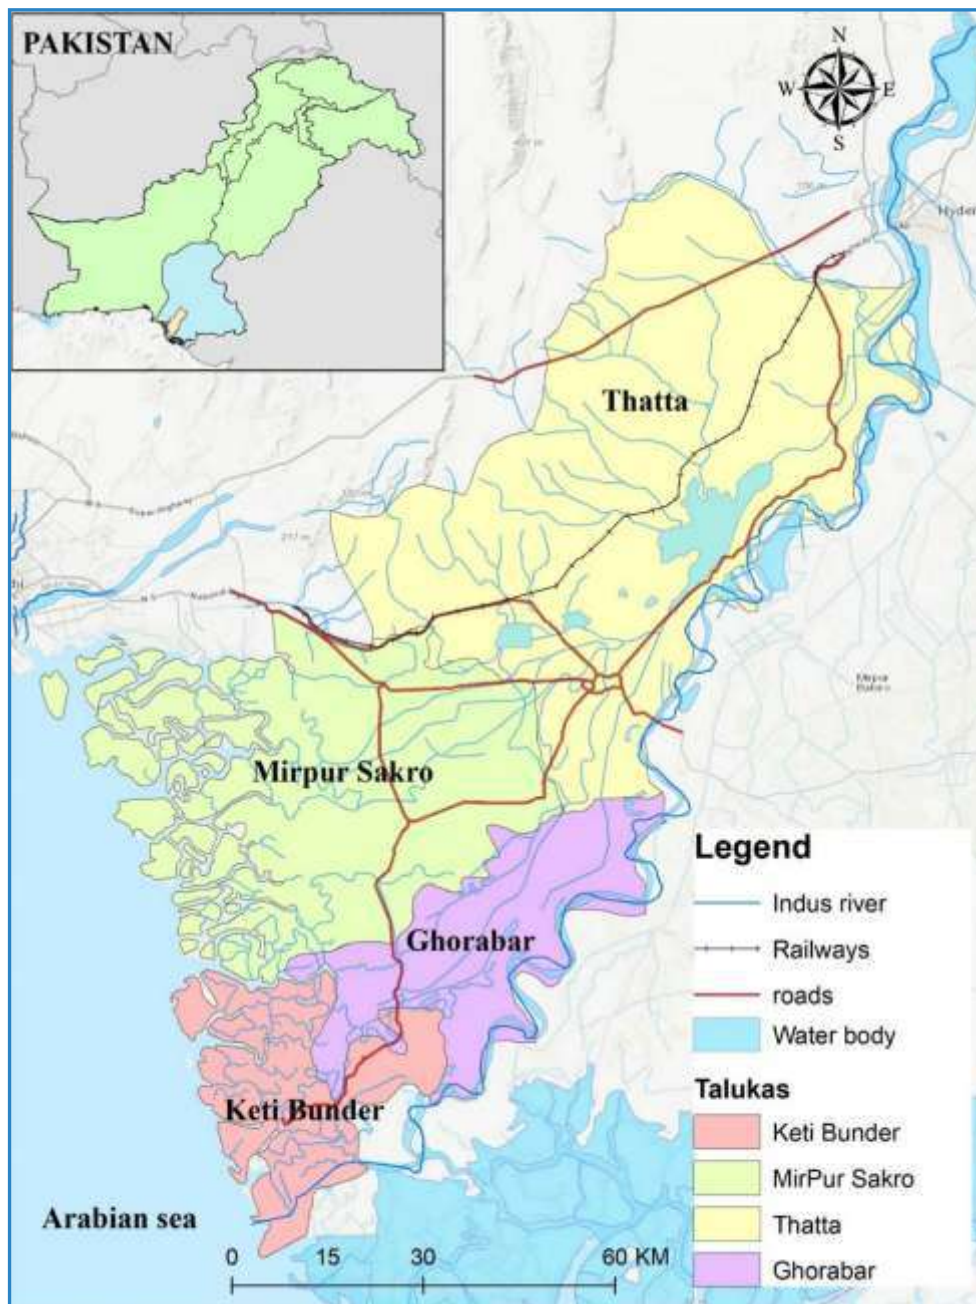 PAKISTAN
N
W E
S
Hyder
Thatta
Mirpur Sakro
Ghorabar
Keti Bunder
Arabian sea
Legend
Indus river
Railways
roads
Water body
Talukas
Keti Bunder
MirPur Sakro
Thatta
Ghorabar
0 15 30 60 KM